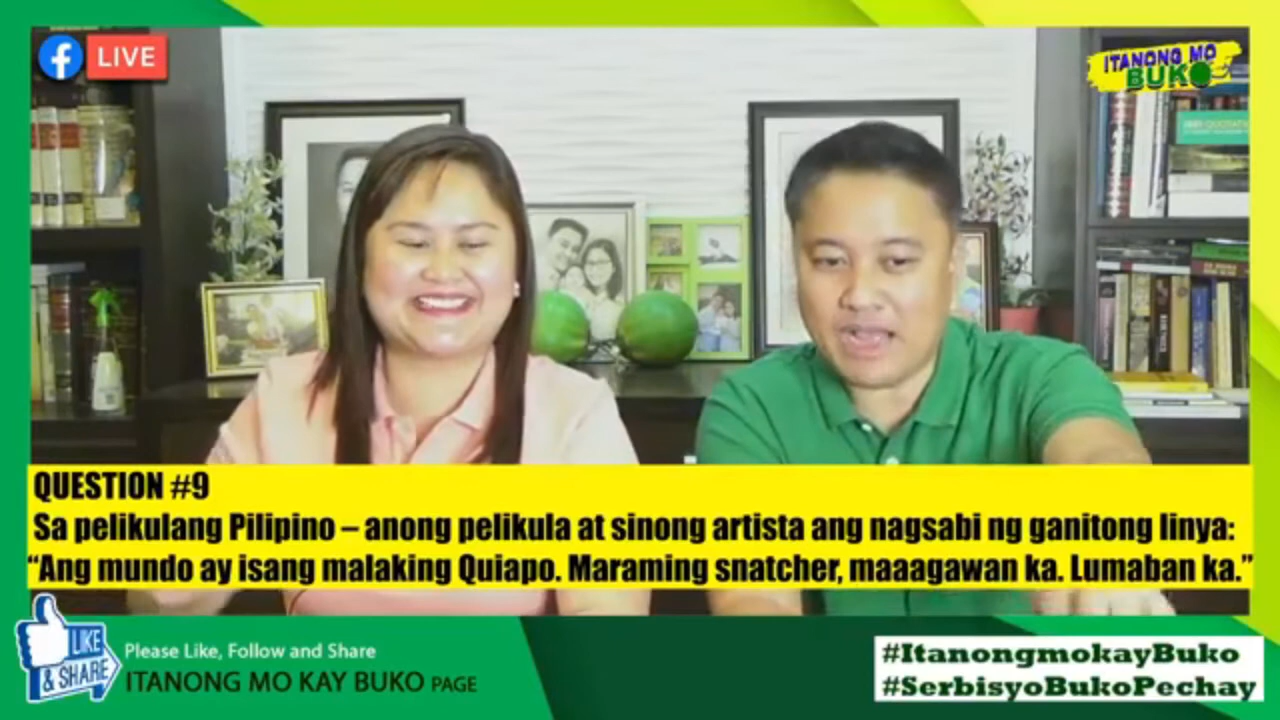 LIVE
ITANONG MO
BUKO
QUESTION #9
Sa pelikulang Pilipino – anong pelikula at sinong artista ang nagsabi ng ganitong linya:
“Ang mundo ay isang malaking Quiapo. Maraming snatcher, maaagawan ka. Lumaban ka.”
LIKE
& SHARE
Please Like, Follow and Share
ITANONG MO KAY BUKO PAGE
#ItanongmokayBuko
#SerbisyoBukoPechay